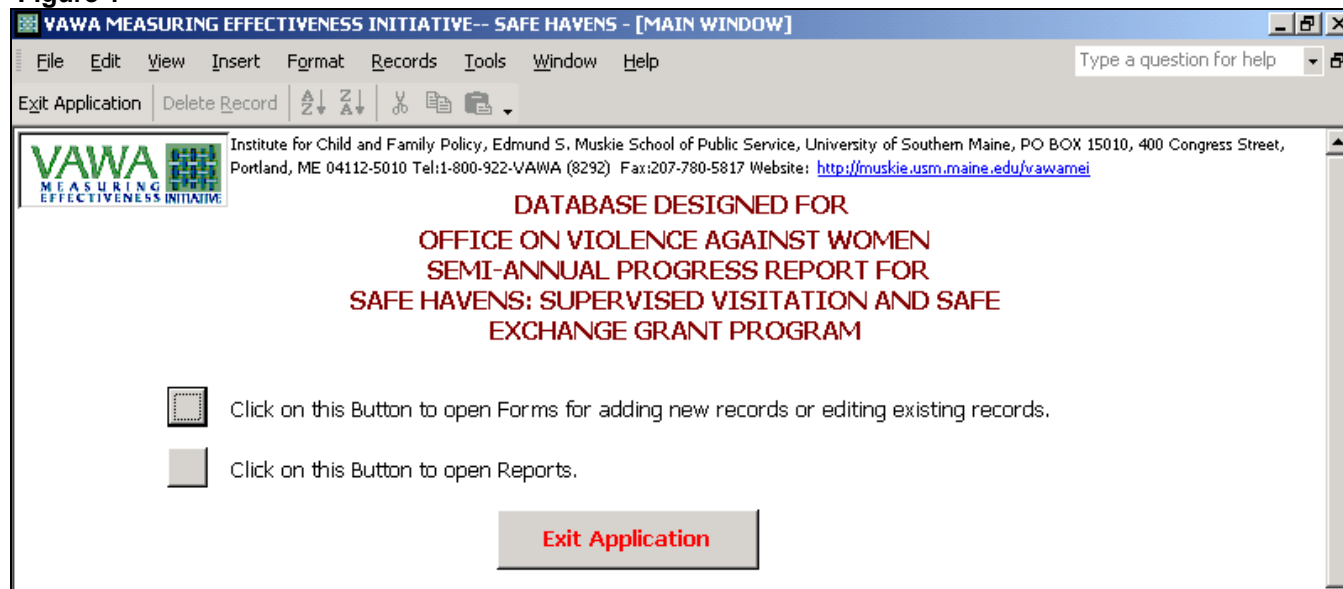 VAWA MEASURING EFFECTIVENESS INITIATIVE-- SAFE HAVENS - [MAIN WINDOW]
File Edit View Insert Format Records Tools Window Help Type a question for help
Exit Application Delete Record
VAWA
MEASURING
EFFECTIVENESS INITIATIVE
Institute for Child and Family Policy, Edmund S. Muskie School of Public Service, University of Southern Maine, PO BOX 15010, 400 Congress Street,
Portland, ME 04112-5010 Tel:1-800-922-VAWA (8292) Fax:207-780-5817 Website: http://muskie.usm.maine.edu/vawamei
DATABASE DESIGNED FOR
OFFICE ON VIOLENCE AGAINST WOMEN
SEMI-ANNUAL PROGRESS REPORT FOR
SAFE HAVENS: SUPERVISED VISITATION AND SAFE
EXCHANGE GRANT PROGRAM
Click on this Button to open Forms for adding new records or editing existing records.
Click on this Button to open Reports.
Exit Application